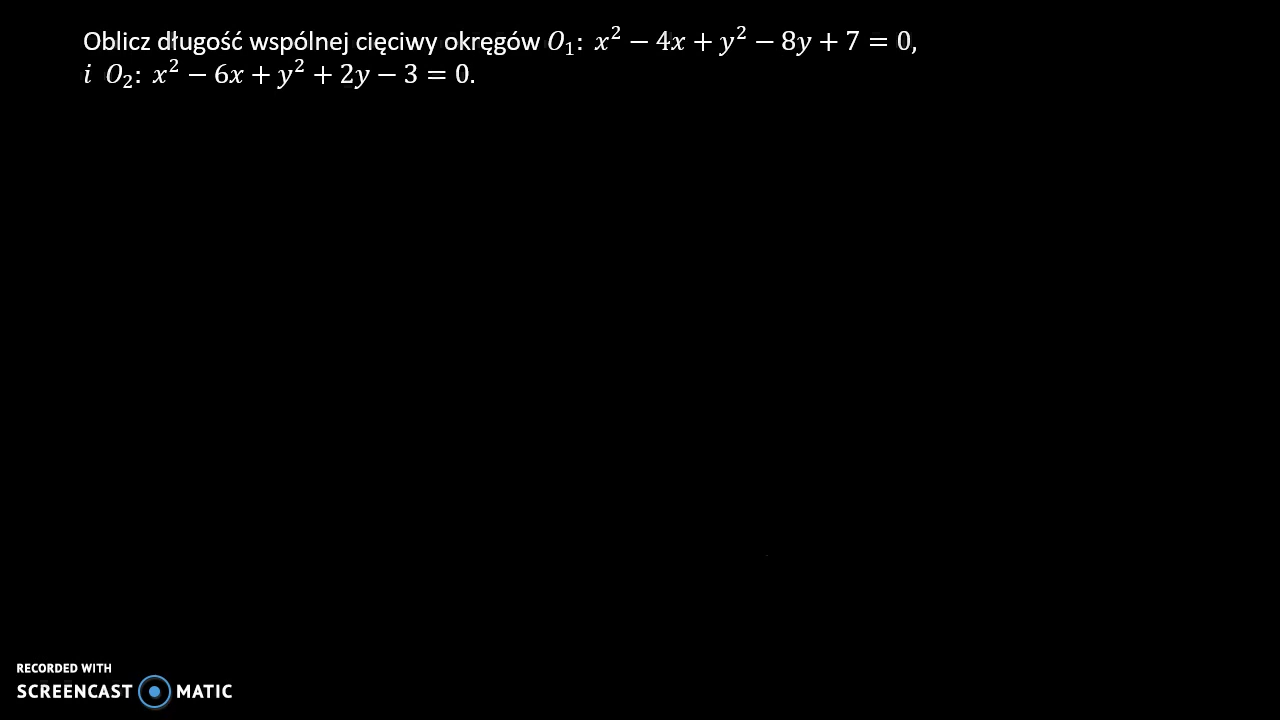 Oblicz długość wspólnej cięciwy okręgów O₁: x² − 4x + y² − 8y + 7 = 0,
i O₂: x² − 6x + y² + 2y − 3 = 0.
RECORDED WITH
SCREENCAST MATIC